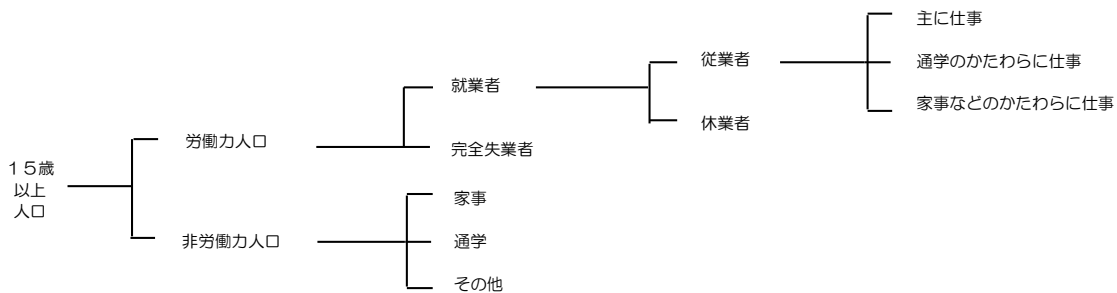 主に仕事
従業者
通学のかたわらに仕事
就業者
家事などのかたわらに仕事
休業者
労働力人口
完全失業者
１５歳
以上
人口
家事
非労働力人口
通学
その他